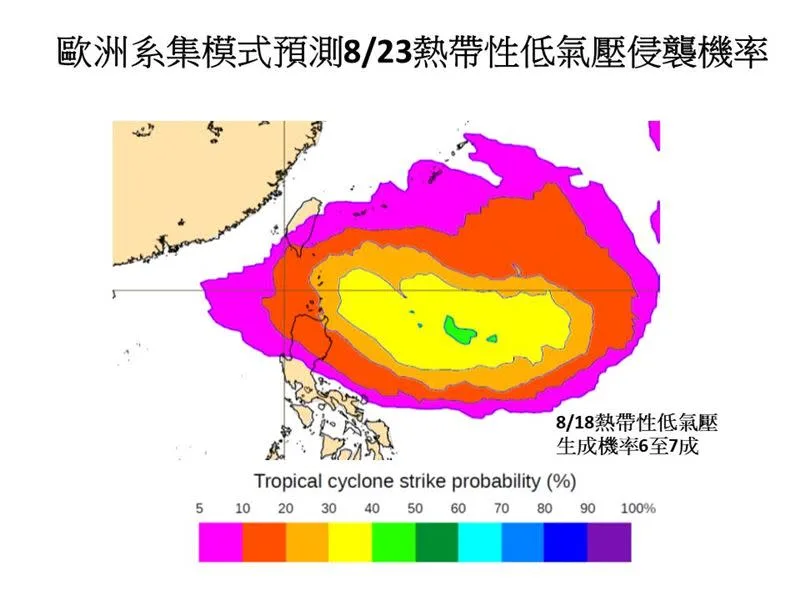 歐洲系集模式預測8/23熱帶性低氣壓侵襲機率
8/18熱帶性低氣壓
生成機率6至7成
Tropical cyclone strike probability (%)
5 10 20 30 40 50 60 70 80 90 100%